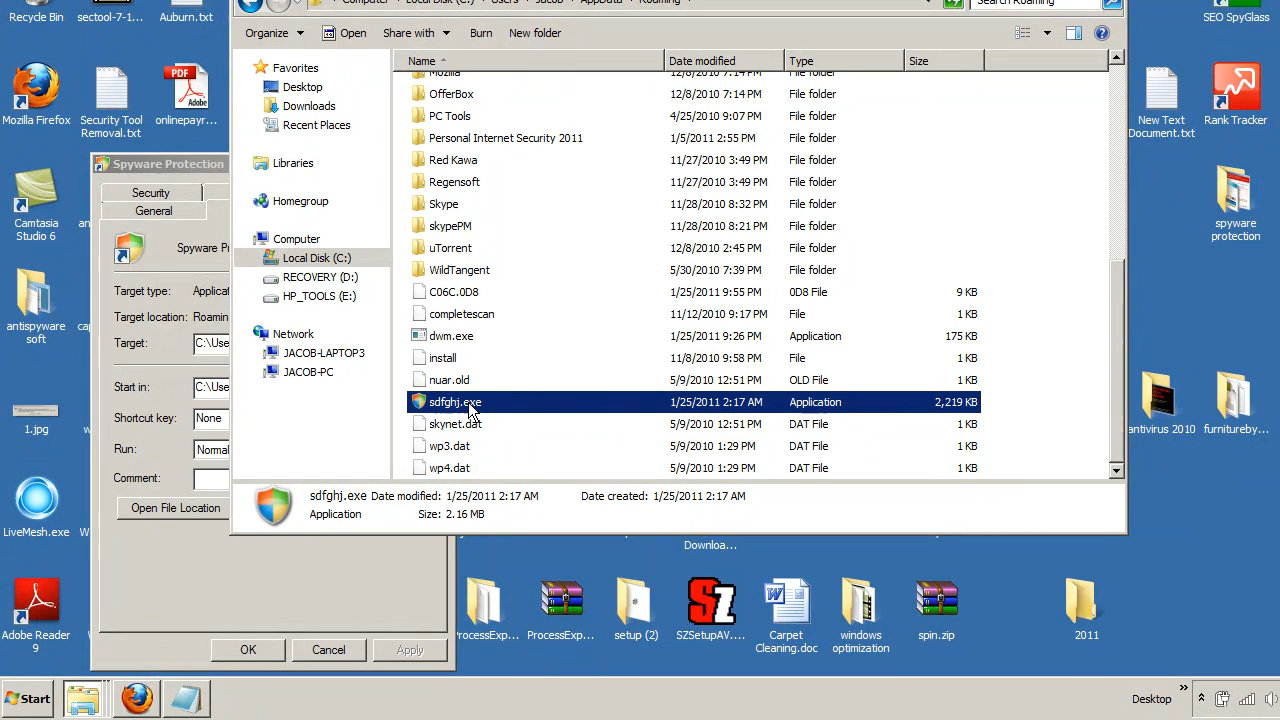 Recycle Bin
sectool-7-1...
Auburn.txt
Mozilla Firefox
Security Tool
Removal.txt
onlinepayr...
Camtasia
Studio 6
antispyware
soft
1.jpg
LiveMesh.exe
Adobe Reader
9
Spyware Protection
Security
General
Target type:
Target location:
Roamin
Target:
C:\Use
Start in:
C:\Use
Shortcut key:
None
Run:
Normal
Comment:
Open File Location
OK
Cancel
Apply
Computer
Local Disk (C:)
Users
Jacob
AppData
Roaming
Search Roaming
Organize
Open
Share with
Burn
New folder
Favorites
Desktop
Downloads
Recent Places
Libraries
Homegroup
Computer
Local Disk (C:)
RECOVERY (D:)
HP_TOOLS (E:)
Network
JACOB-LAPTOP3
JACOB-PC
Name Date modified Type Size
Mozilla 12/8/2010 7:14 PM File folder
OfferBox 12/8/2010 7:14 PM File folder
PC Tools 4/25/2010 9:07 PM File folder
Personal Internet Security 2011 1/5/2011 2:55 PM File folder
Red Kawa 11/27/2010 3:49 PM File folder
Regensoft 11/27/2010 3:49 PM File folder
Skype 11/28/2010 8:32 PM File folder
skypePM 11/28/2010 8:21 PM File folder
uTorrent 12/8/2010 2:45 PM File folder
WildTangent 5/30/2010 7:39 PM File folder
C06C.0D8 1/25/2011 9:55 PM 0D8 File 9 KB
completescan 11/12/2010 9:17 PM File 1 KB
dwm.exe 1/25/2011 9:26 PM Application 175 KB
install 11/8/2010 9:58 PM File 1 KB
nuar.old 5/9/2010 12:51 PM OLD File 1 KB
sdfghj.exe 1/25/2011 2:17 AM Application 2,219 KB
skynet.dat 5/9/2010 12:51 PM DAT File 1 KB
wp3.dat 5/9/2010 1:29 PM DAT File 1 KB
wp4.dat 5/9/2010 1:29 PM DAT File 1 KB
sdfghj.exe Date modified: 1/25/2011 2:17 AM Date created: 1/25/2011 2:17 AM
Application Size: 2.16 MB
SEO SpyGlass
New Text
Document.txt
Rank Tracker
spyware
protection
antivirus 2010
furnitureby...
Downloa...
ProcessExp...
ProcessExp...
setup (2)
SZSetupAV....
Carpet
Cleaning.doc
windows
optimization
spin.zip
2011
Start
Desktop